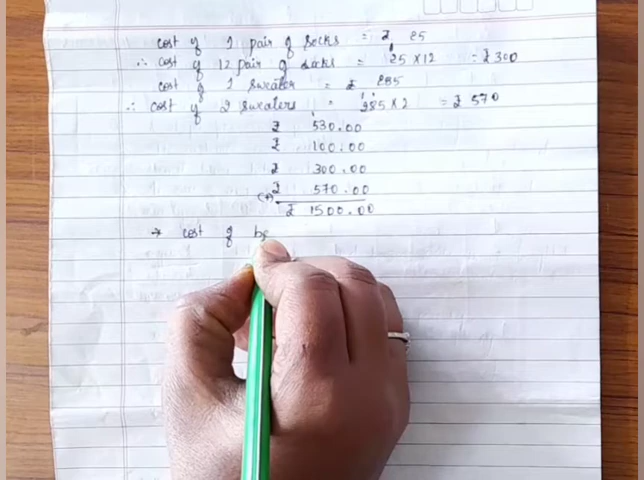 cost of 1 pair of socks = ₹ 25
∴ cost of 12 pair of socks = 25 × 12 = ₹ 300
cost of 1 sweater = ₹ 285
∴ cost of 2 sweaters = 285 × 2 = ₹ 570
₹ 530.00
₹ 100.00
₹ 300.00
(+) ₹ 570.00
₹ 1500.00
→ cost of be